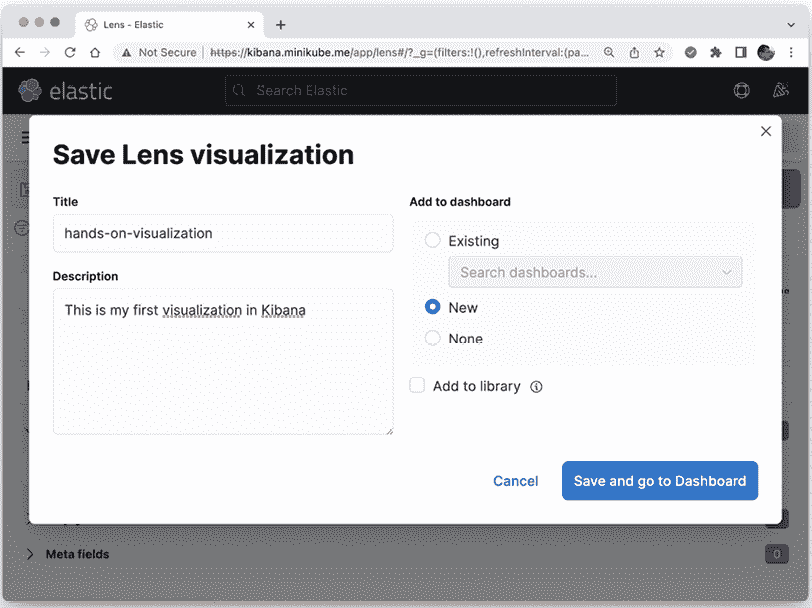 Lens - Elastic
Not Secure
https://kibana.minikube.me/app/lens#/?_g=(filters:!(),refreshInterval:(pa...
elastic
Search Elastic
Save Lens visualization
Title
hands-on-visualization
Description
This is my first visualization in Kibana
Add to dashboard
Existing
Search dashboards...
New
None
Add to library
Cancel
Save and go to Dashboard
Meta fields
0